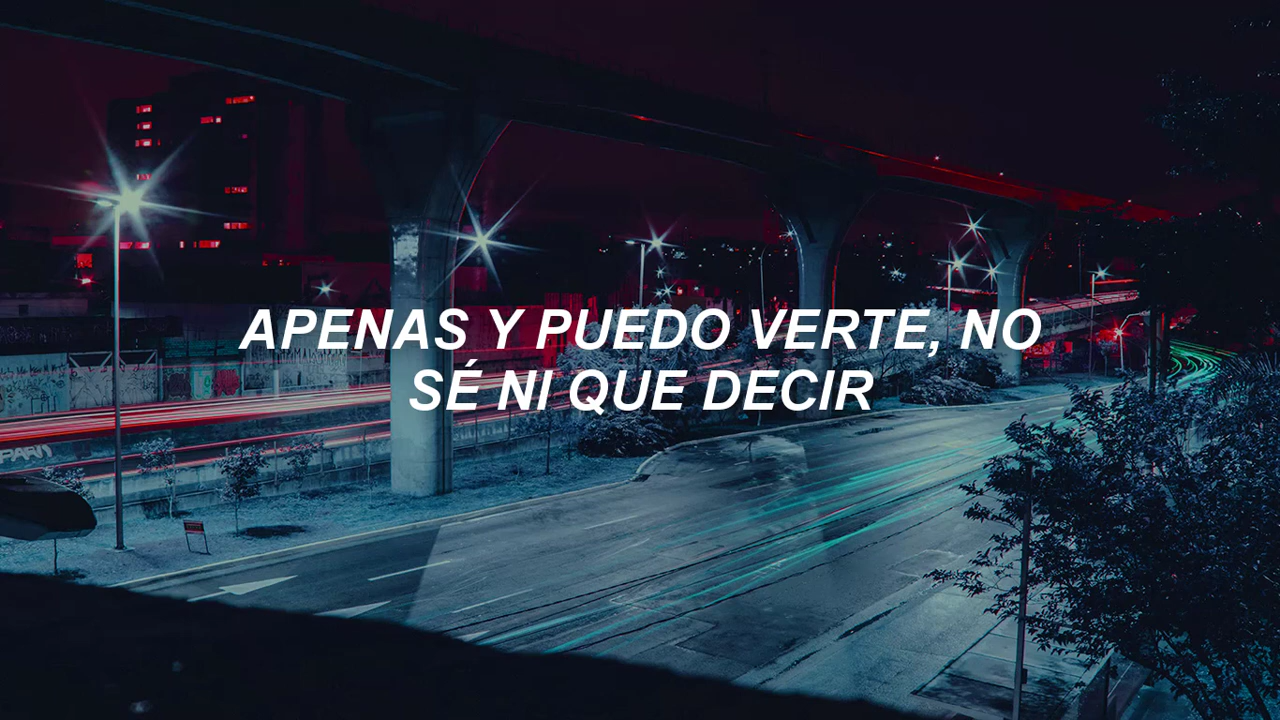 APENAS Y PUEDO VERTE, NO
SÉ NI QUE DECIR